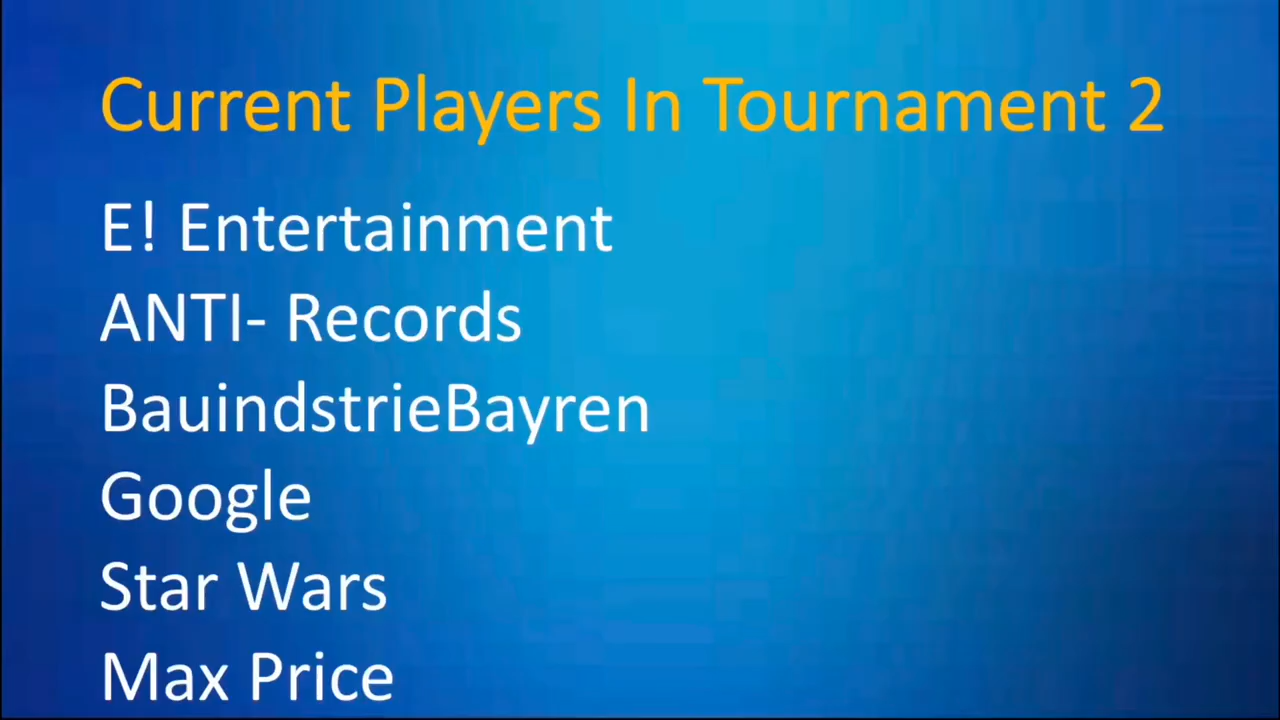 Current Players In Tournament 2
E! Entertainment
ANTI- Records
BauindstrieBayren
Google
Star Wars
Max Price